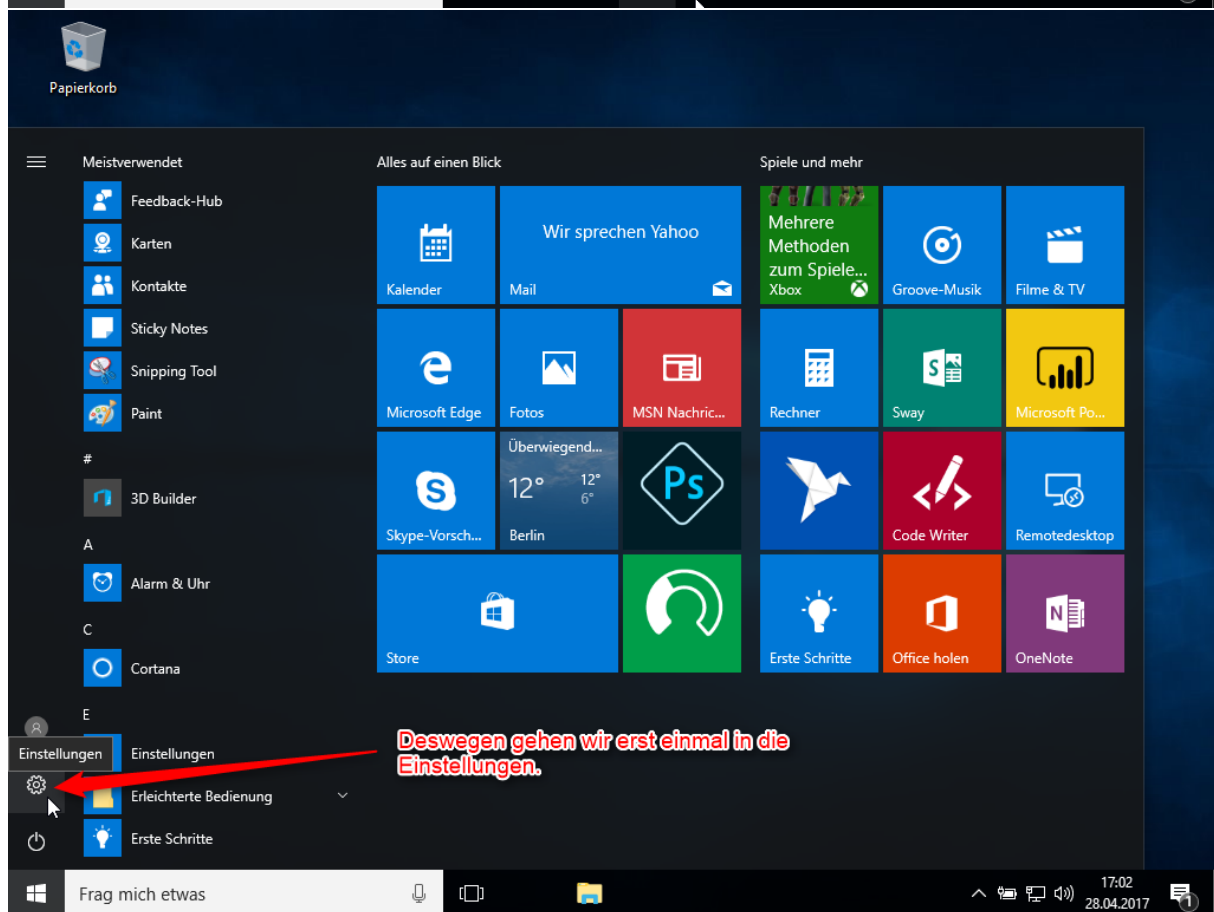 Papierkorb
Meistverwendet
Feedback-Hub
Karten
Kontakte
Sticky Notes
Snipping Tool
Paint
#
3D Builder
A
Alarm & Uhr
C
Cortana
E
Einstellungen
Einstellungen
Erleichterte Bedienung
Erste Schritte
Alles auf einen Blick
Kalender
Wir sprechen Yahoo
Mail
Microsoft Edge
Fotos
MSN Nachric...
Skype-Vorsch...
Überwiegend...
12°
12°
6°
Berlin
Ps
Store
Spiele und mehr
Mehrere
Methoden
zum Spiele...
Xbox
Groove-Musik
Filme & TV
Rechner
S
Sway
Microsoft Po...
Code Writer
Remotedesktop
Erste Schritte
Office holen
N
OneNote
Deswegen gehen wir erst einmal in die
Einstellungen.
Frag mich etwas
17:02
28.04.2017
1